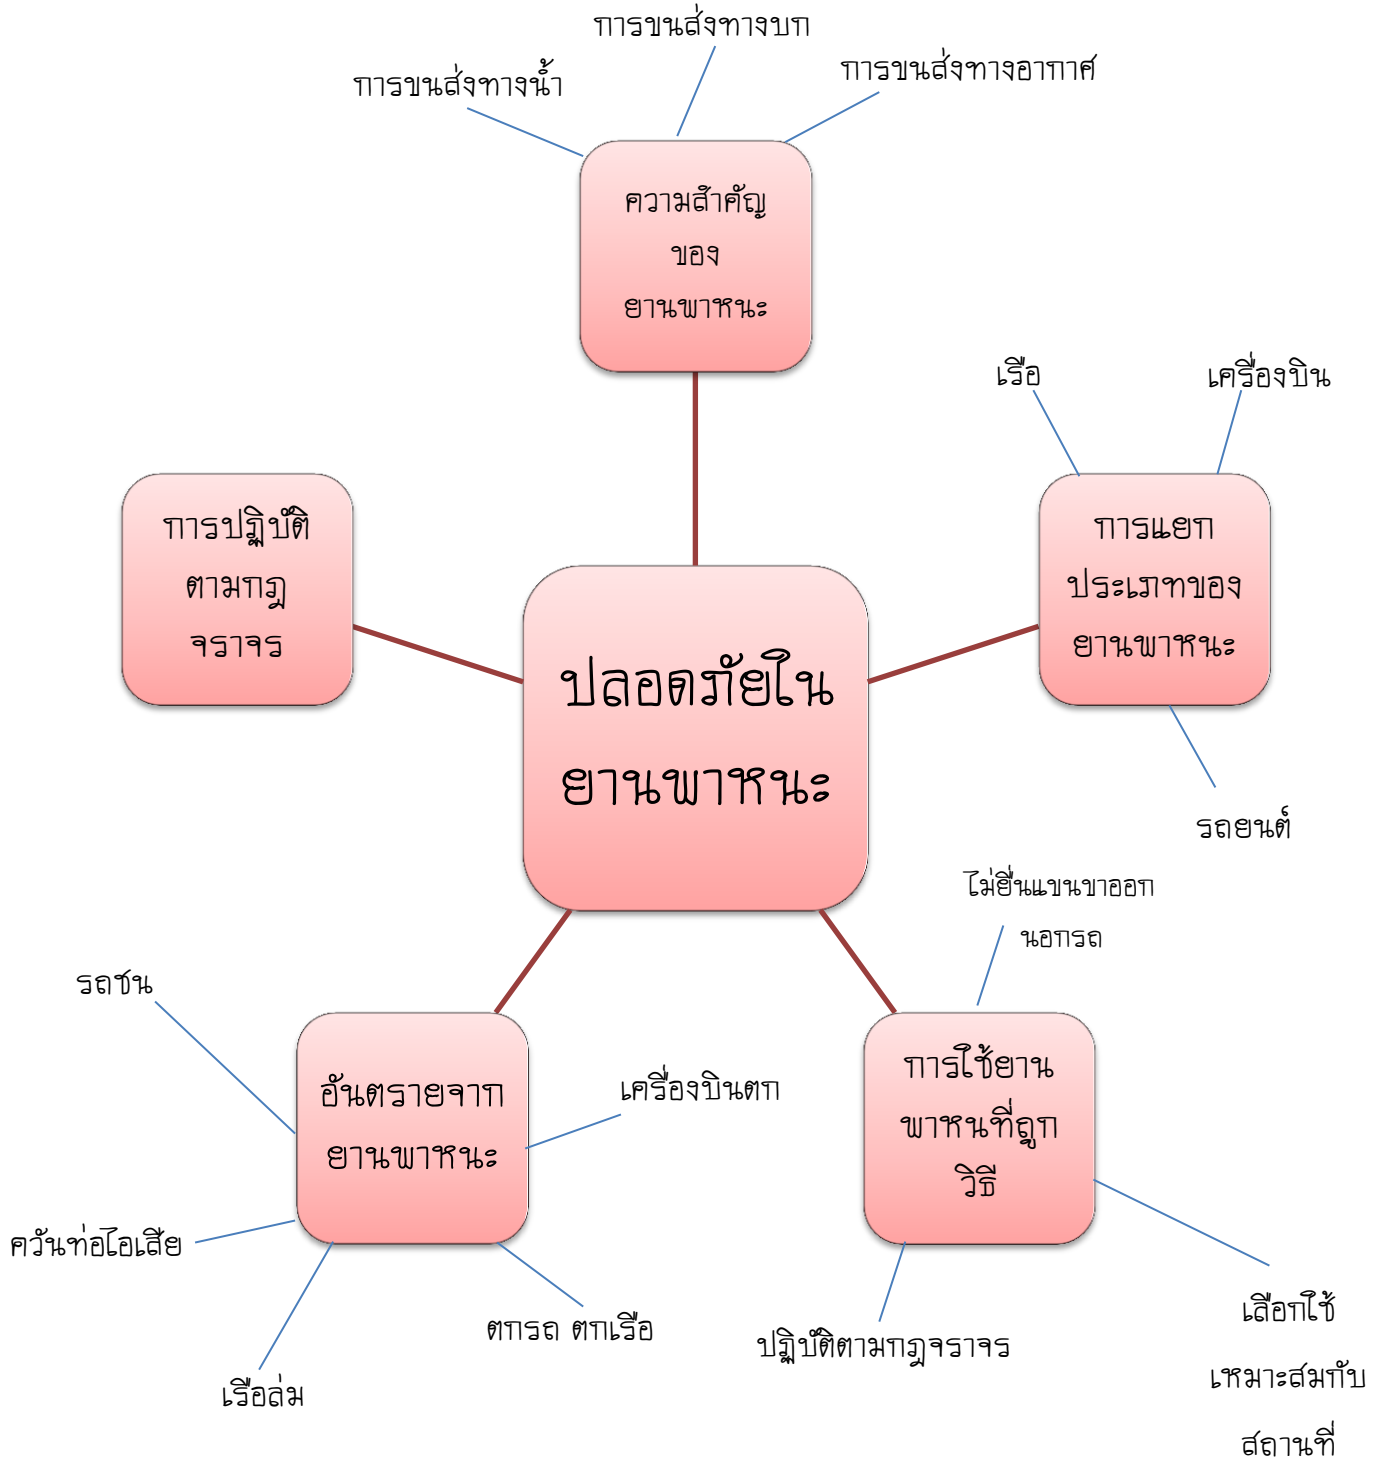 การขนส่งทางบก
การขนส่งทางน้ำ
การขนส่งทางอากาศ
ความสำคัญ
ของ
ยานพาหนะ
เรือ
เครื่องบิน
การปฏิบัติ
ตามกฎ
จราจร
การแยก
ประเภทของ
ยานพาหนะ
ปลอดภัยใน
ยานพาหนะ
รถยนต์
ไม่ยื่นแขนขาออก
นอกรถ
รถชน
อันตรายจาก
ยานพาหนะ
เครื่องบินตก
การใช้ยาน
พาหนที่ถูก
วิธี
ควันท่อไอเสีย
ตกรถ ตกเรือ
เรือล่ม
ปฏิบัติตามกฎจราจร
เลือกใช้
เหมาะสมกับ
สถานที่